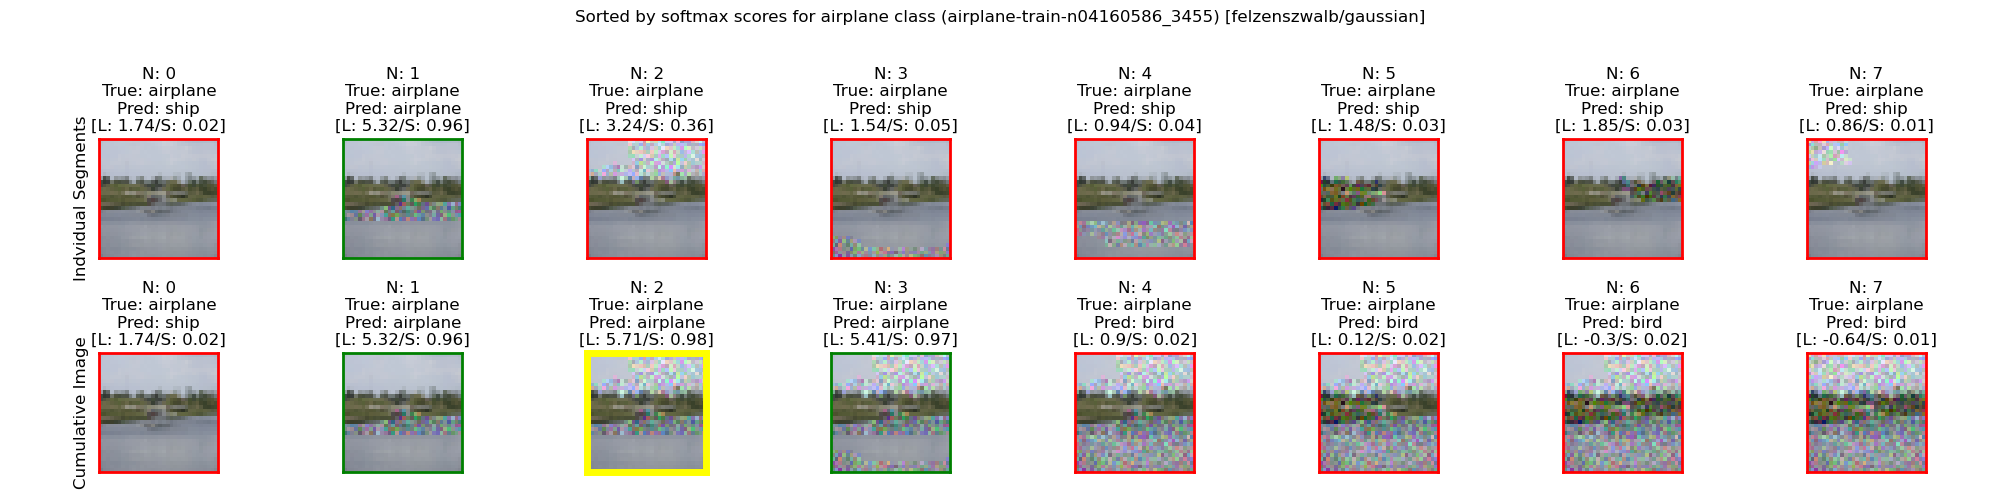 Sorted by softmax scores for airplane class (airplane-train-n04160586_3455) [felzenszwalb/gaussian]
Indvidual Segments
N: 0
True: airplane
Pred: ship
[L: 1.74/S: 0.02]
N: 1
True: airplane
Pred: airplane
[L: 5.32/S: 0.96]
N: 2
True: airplane
Pred: ship
[L: 3.24/S: 0.36]
N: 3
True: airplane
Pred: ship
[L: 1.54/S: 0.05]
N: 4
True: airplane
Pred: ship
[L: 0.94/S: 0.04]
N: 5
True: airplane
Pred: ship
[L: 1.48/S: 0.03]
N: 6
True: airplane
Pred: ship
[L: 1.85/S: 0.03]
N: 7
True: airplane
Pred: ship
[L: 0.86/S: 0.01]
Cumulative Image
N: 0
True: airplane
Pred: ship
[L: 1.74/S: 0.02]
N: 1
True: airplane
Pred: airplane
[L: 5.32/S: 0.96]
N: 2
True: airplane
Pred: airplane
[L: 5.71/S: 0.98]
N: 3
True: airplane
Pred: airplane
[L: 5.41/S: 0.97]
N: 4
True: airplane
Pred: bird
[L: 0.9/S: 0.02]
N: 5
True: airplane
Pred: bird
[L: 0.12/S: 0.02]
N: 6
True: airplane
Pred: bird
[L: -0.3/S: 0.02]
N: 7
True: airplane
Pred: bird
[L: -0.64/S: 0.01]